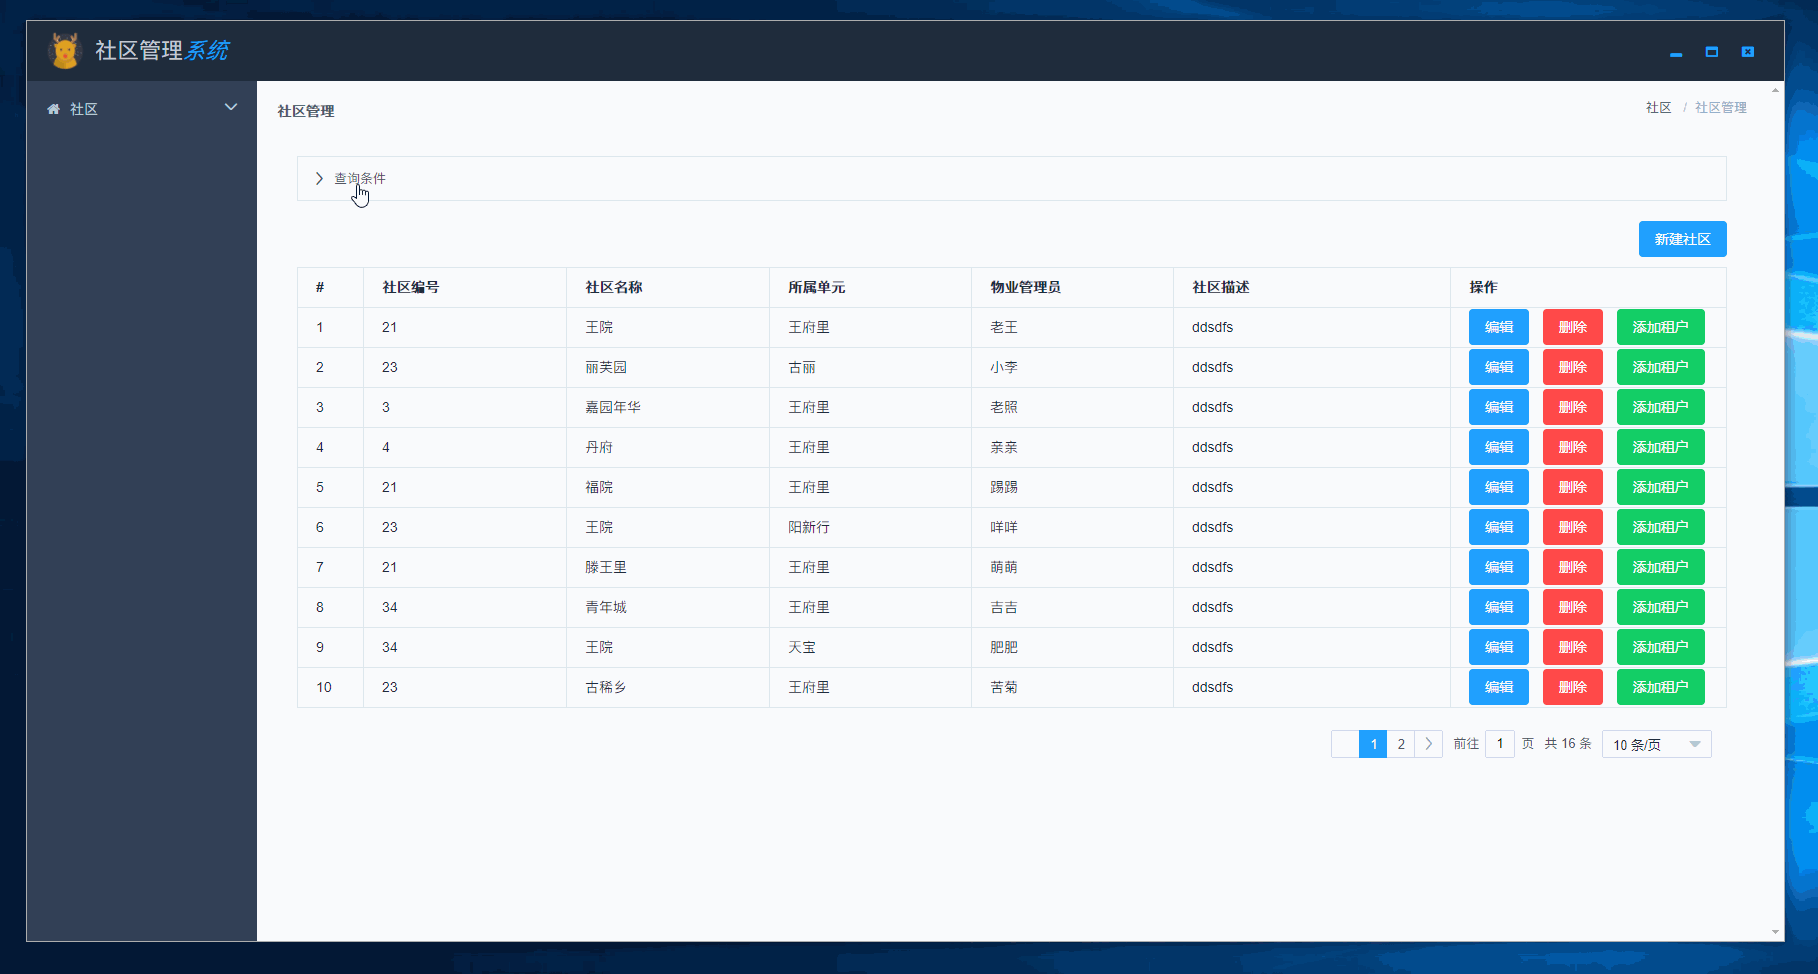 社区管理系统
社区
社区管理
社区 / 社区管理
查询条件
新建社区
# 社区编号 社区名称 所属单元 物业管理员 社区描述 操作
1 21 王院 王府里 老王 ddsdfs 编辑 删除 添加租户
2 23 丽芙园 古丽 小李 ddsdfs 编辑 删除 添加租户
3 3 嘉园年华 王府里 老照 ddsdfs 编辑 删除 添加租户
4 4 丹府 王府里 亲亲 ddsdfs 编辑 删除 添加租户
5 21 福院 王府里 踢踢 ddsdfs 编辑 删除 添加租户
6 23 王院 阳新行 咩咩 ddsdfs 编辑 删除 添加租户
7 21 滕王里 王府里 萌萌 ddsdfs 编辑 删除 添加租户
8 34 青年城 王府里 吉吉 ddsdfs 编辑 删除 添加租户
9 34 王院 天宝 肥肥 ddsdfs 编辑 删除 添加租户
10 23 古稀乡 王府里 苦菊 ddsdfs 编辑 删除 添加租户
1 2 前往 1 页 共 16 条 10 条/页